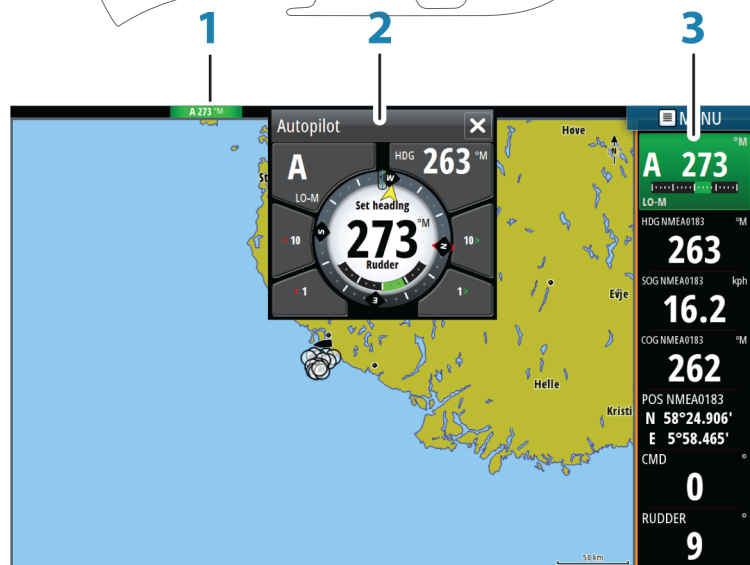 1 2 3
A 273 °M
MENU
Autopilot X
A LO-M
HDG 263 °M
< 10
10 >
< 1
1 >
W
S
N
E
Set heading
273 °M
Rudder
Hove
N
Evje
Helle
Kristi
50 km
°M
A 273
LO-M
HDG NMEA0183 °M
263
SOG NMEA0183 kph
16.2
COG NMEA0183 °M
262
POS NMEA0183
N 58°24.906'
E 5°58.465'
CMD °
0
RUDDER °
9